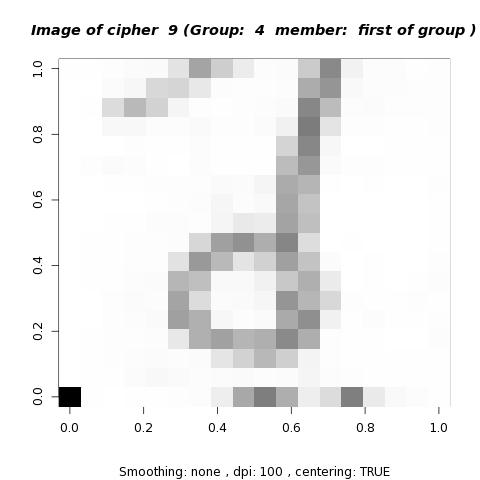 Image of cipher 9 (Group: 4 member: first of group )
1.0
0.8
0.6
0.4
0.2
0.0
0.0 0.2 0.4 0.6 0.8 1.0
Smoothing: none , dpi: 100 , centering: TRUE